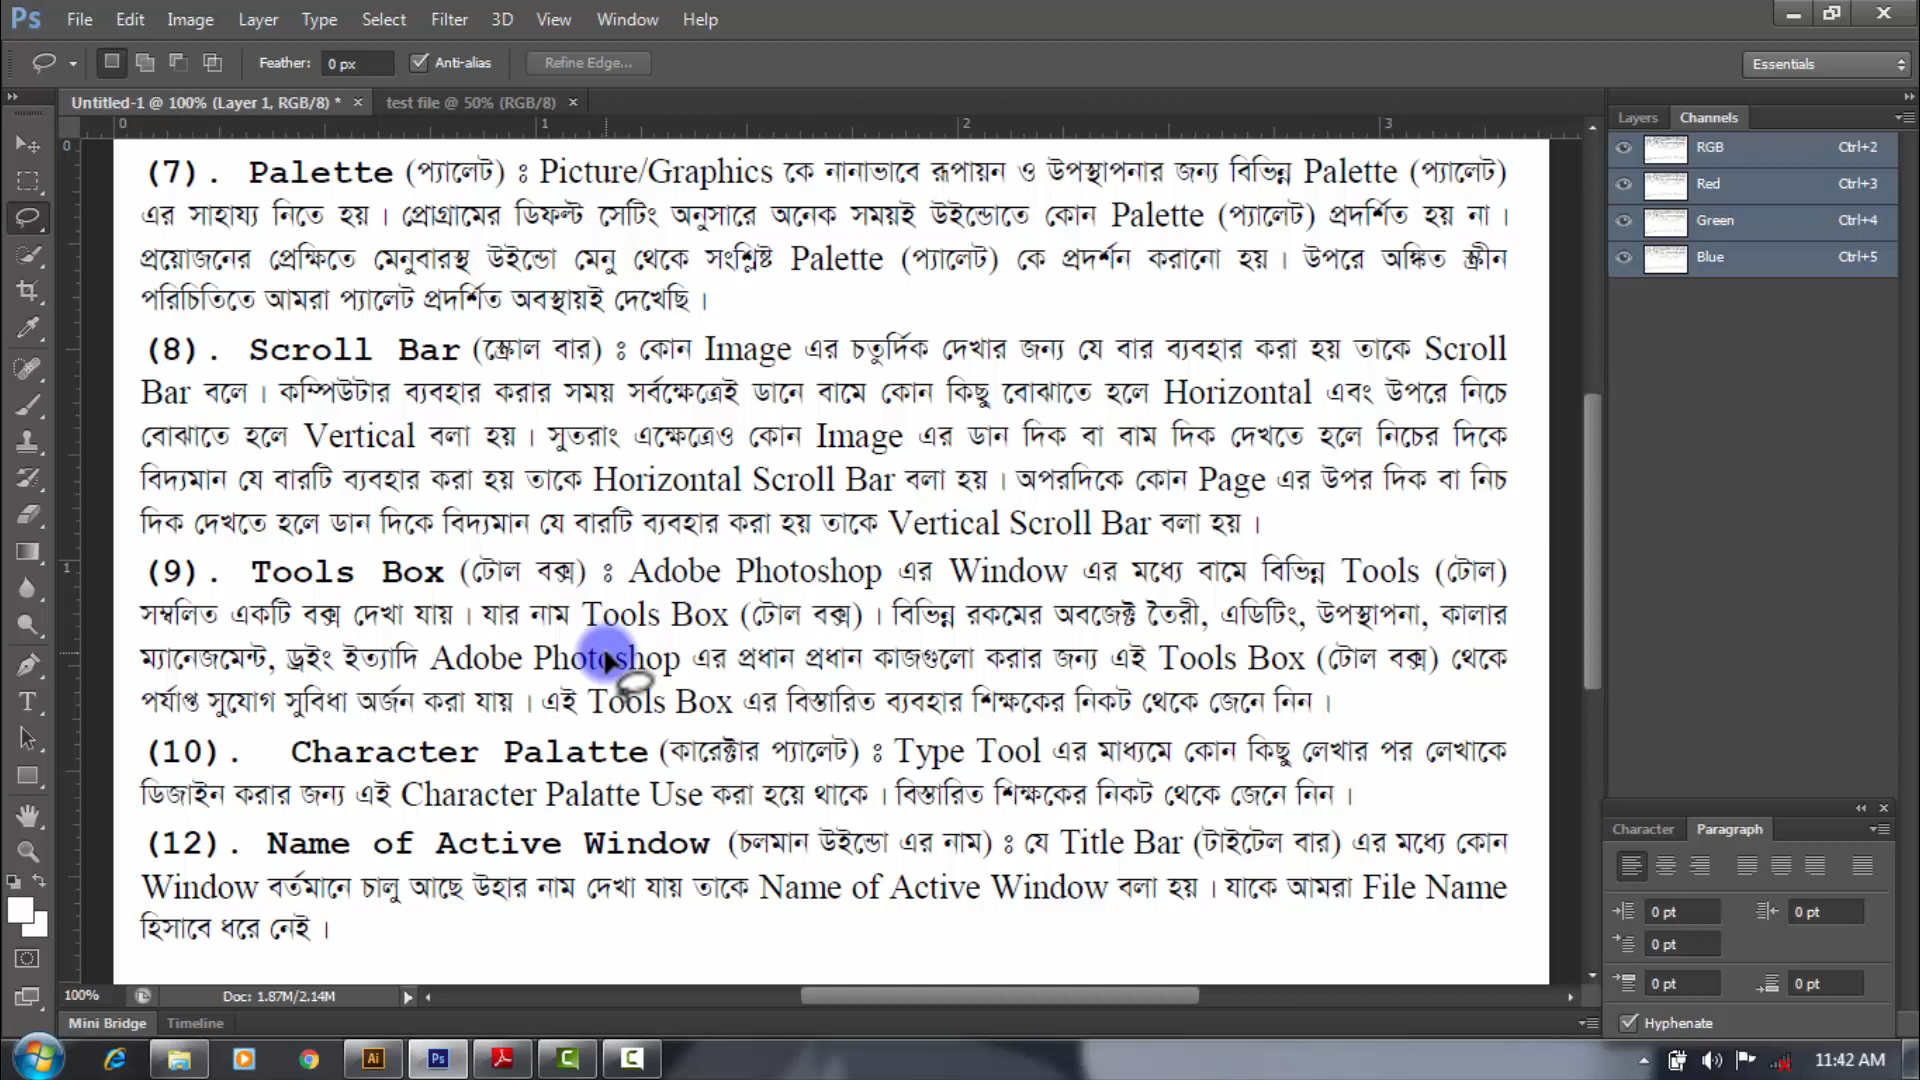 Ps File Edit Image Layer Type Select Filter 3D View Window Help
Feather: 0 px Anti-alias Refine Edge... Essentials
Untitled-1 @ 100% (Layer 1, RGB/8) * × test file @ 50% (RGB/8) ×
Layers Channels
0 1 2 3
RGB Ctrl+2
Red Ctrl+3
Green Ctrl+4
Blue Ctrl+5
(7). Palette (প্যালেট) ঃ Picture/Graphics কে নানাভাবে রূপায়ন ও উপস্থাপনার জন্য বিভিন্ন Palette (প্যালেট)
এর সাহায্য নিতে হয় । প্রোগ্রামের ডিফল্ট সেটিং অনুসারে অনেক সময়ই উইন্ডোতে কোন Palette (প্যালেট) প্রদর্শিত হয় না ।
প্রয়োজনের প্রেক্ষিতে মেনুবারস্থ উইন্ডো মেনু থেকে সংশ্লিষ্ট Palette (প্যালেট) কে প্রদর্শন করানো হয় । উপরে অঙ্কিত স্ক্রীন
পরিচিতিতে আমরা প্যালেট প্রদর্শিত অবস্থায়ই দেখেছি ।
(8). Scroll Bar (স্ক্রোল বার) ঃ কোন Image এর চতুর্দিক দেখার জন্য যে বার ব্যবহার করা হয় তাকে Scroll
Bar বলে । কম্পিউটার ব্যবহার করার সময় সর্বক্ষেত্রেই ডানে বামে কোন কিছু বোঝাতে হলে Horizontal এবং উপরে নিচে
বোঝাতে হলে Vertical বলা হয় । সুতরাং এক্ষেত্রেও কোন Image এর ডান দিক বা বাম দিক দেখতে হলে নিচের দিকে
বিদ্যমান যে বারটি ব্যবহার করা হয় তাকে Horizontal Scroll Bar বলা হয় । অপরদিকে কোন Page এর উপর দিক বা নিচ
দিক দেখতে হলে ডান দিকে বিদ্যমান যে বারটি ব্যবহার করা হয় তাকে Vertical Scroll Bar বলা হয় ।
(9). Tools Box (টোল বক্স) ঃ Adobe Photoshop এর Window এর মধ্যে বামে বিভিন্ন Tools (টোল)
সম্বলিত একটি বক্স দেখা যায় । যার নাম Tools Box (টোল বক্স) । বিভিন্ন রকমের অবজেক্ট তৈরী, এডিটিং, উপস্থাপনা, কালার
ম্যানেজমেন্ট, ড্রইং ইত্যাদি Adobe Photoshop এর প্রধান প্রধান কাজগুলো করার জন্য এই Tools Box (টোল বক্স) থেকে
পর্যাপ্ত সুযোগ সুবিধা অর্জন করা যায় । এই Tools Box এর বিস্তারিত ব্যবহার শিক্ষকের নিকট থেকে জেনে নিন ।
(10). Character Palatte (কারেক্টার প্যালেট) ঃ Type Tool এর মাধ্যমে কোন কিছু লেখার পর লেখাকে
ডিজাইন করার জন্য এই Character Palatte Use করা হয়ে থাকে । বিস্তারিত শিক্ষকের নিকট থেকে জেনে নিন ।
(12). Name of Active Window (চলমান উইন্ডো এর নাম) ঃ যে Title Bar (টাইটেল বার) এর মধ্যে কোন
Window বর্তমানে চালু আছে উহার নাম দেখা যায় তাকে Name of Active Window বলা হয় । যাকে আমরা File Name
হিসাবে ধরে নেই ।
0
1
Character Paragraph
0 pt 0 pt
0 pt
0 pt 0 pt
Hyphenate
100% Doc: 1.87M/2.14M
Mini Bridge Timeline
Ai Ps 11:42 AM